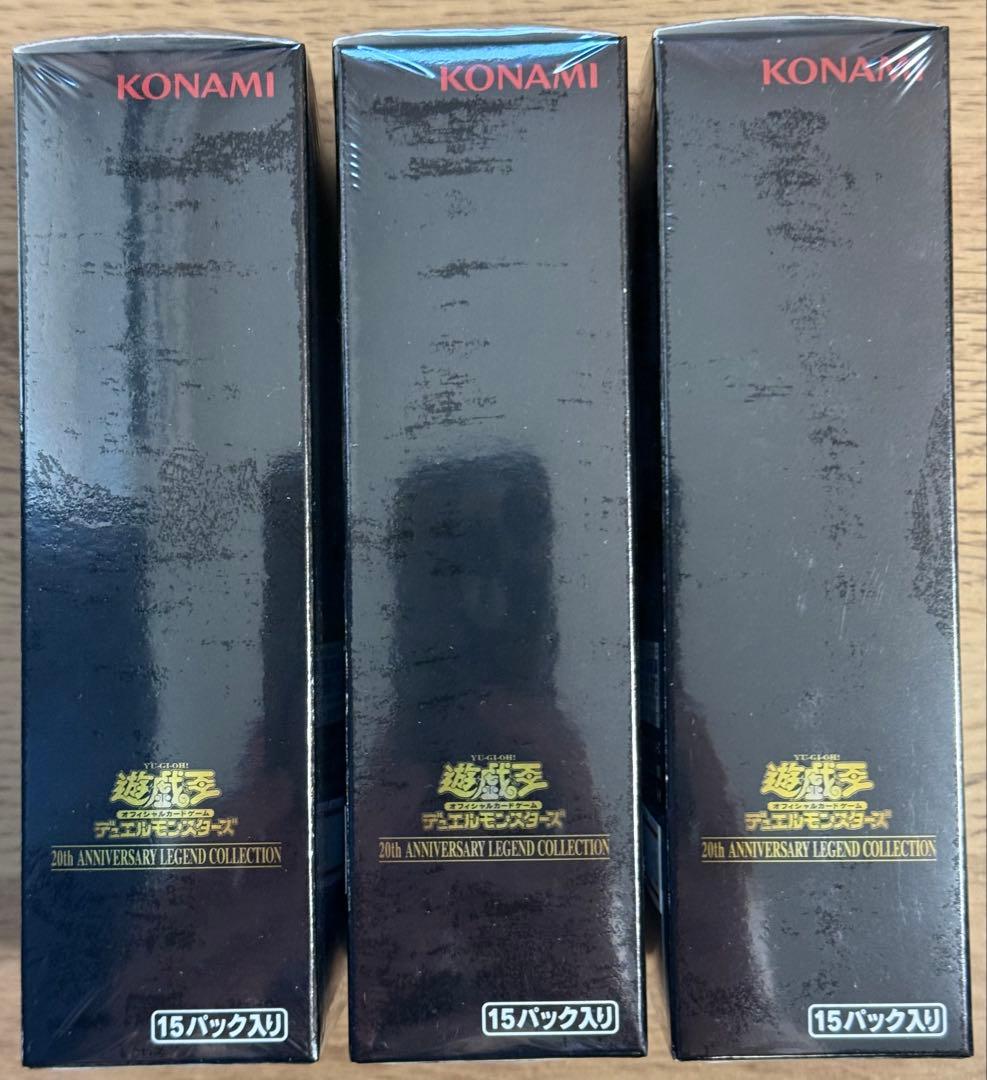 KONAMI
YU-GI-OH!
遊戯王
オフィシャルカードゲーム
デュエルモンスターズ
20th ANNIVERSARY LEGEND COLLECTION
15パック入り
KONAMI
YU-GI-OH!
遊戯王
オフィシャルカードゲーム
デュエルモンスターズ
20th ANNIVERSARY LEGEND COLLECTION
15パック入り
KONAMI
YU-GI-OH!
遊戯王
オフィシャルカードゲーム
デュエルモンスターズ
20th ANNIVERSARY LEGEND COLLECTION
15パック入り